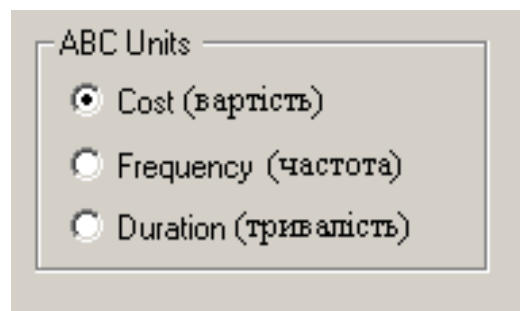 ABC Units
Cost (вартість)
Frequency (частота)
Duration (тривалість)